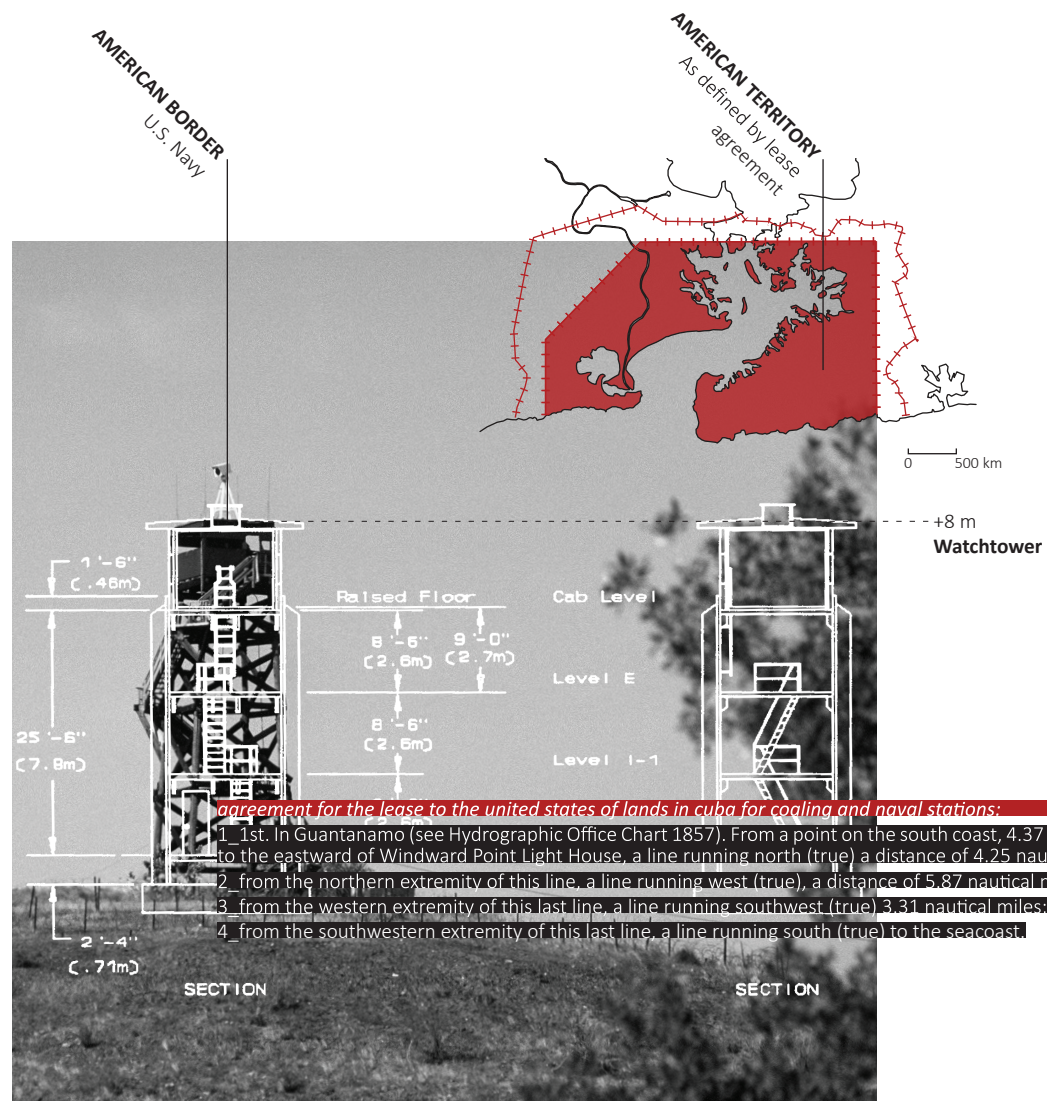 AMERICAN BORDER
U.S. Navy
AMERICAN TERRITORY
As defined by lease
agreement
0 500 km
+8 m
Watchtower
1'-6"
(.46m)
Raised Floor
Cab Level
8'-6"
(2.6m)
9'-0"
(2.7m)
Level E
25'-6"
(7.8m)
8'-6"
(2.6m)
Level I-1
agreement for the lease to the united states of lands in cuba for coaling and naval stations:
1_1st. In Guantanamo (see Hydrographic Office Chart 1857). From a point on the south coast, 4.37
to the eastward of Windward Point Light House, a line running north (true) a distance of 4.25
2_from the northern extremity of this line, a line running west (true), a distance of 5.87 nautical
3_from the western extremity of this last line, a line running southwest (true) 3.31 nautical miles;
4_from the southwestern extremity of this last line, a line running south (true) to the seacoast.
2'-4"
(.71m)
SECTION
SECTION